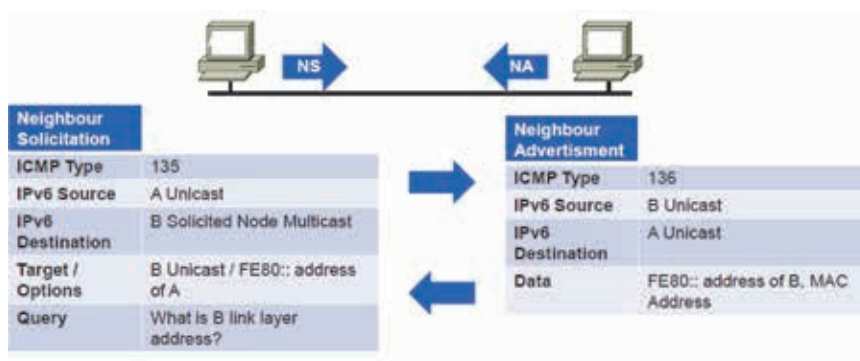 NS
NA
Neighbour
Solicitation
ICMP Type 135
IPv6 Source A Unicast
IPv6
Destination
B Solicited Node Multicast
Target /
Options
B Unicast / FE80:: address
of A
Query
What is B link layer
address?
Neighbour
Advertisment
ICMP Type 136
IPv6 Source B Unicast
IPv6
Destination
A Unicast
Data
FE80:: address of B, MAC
Address